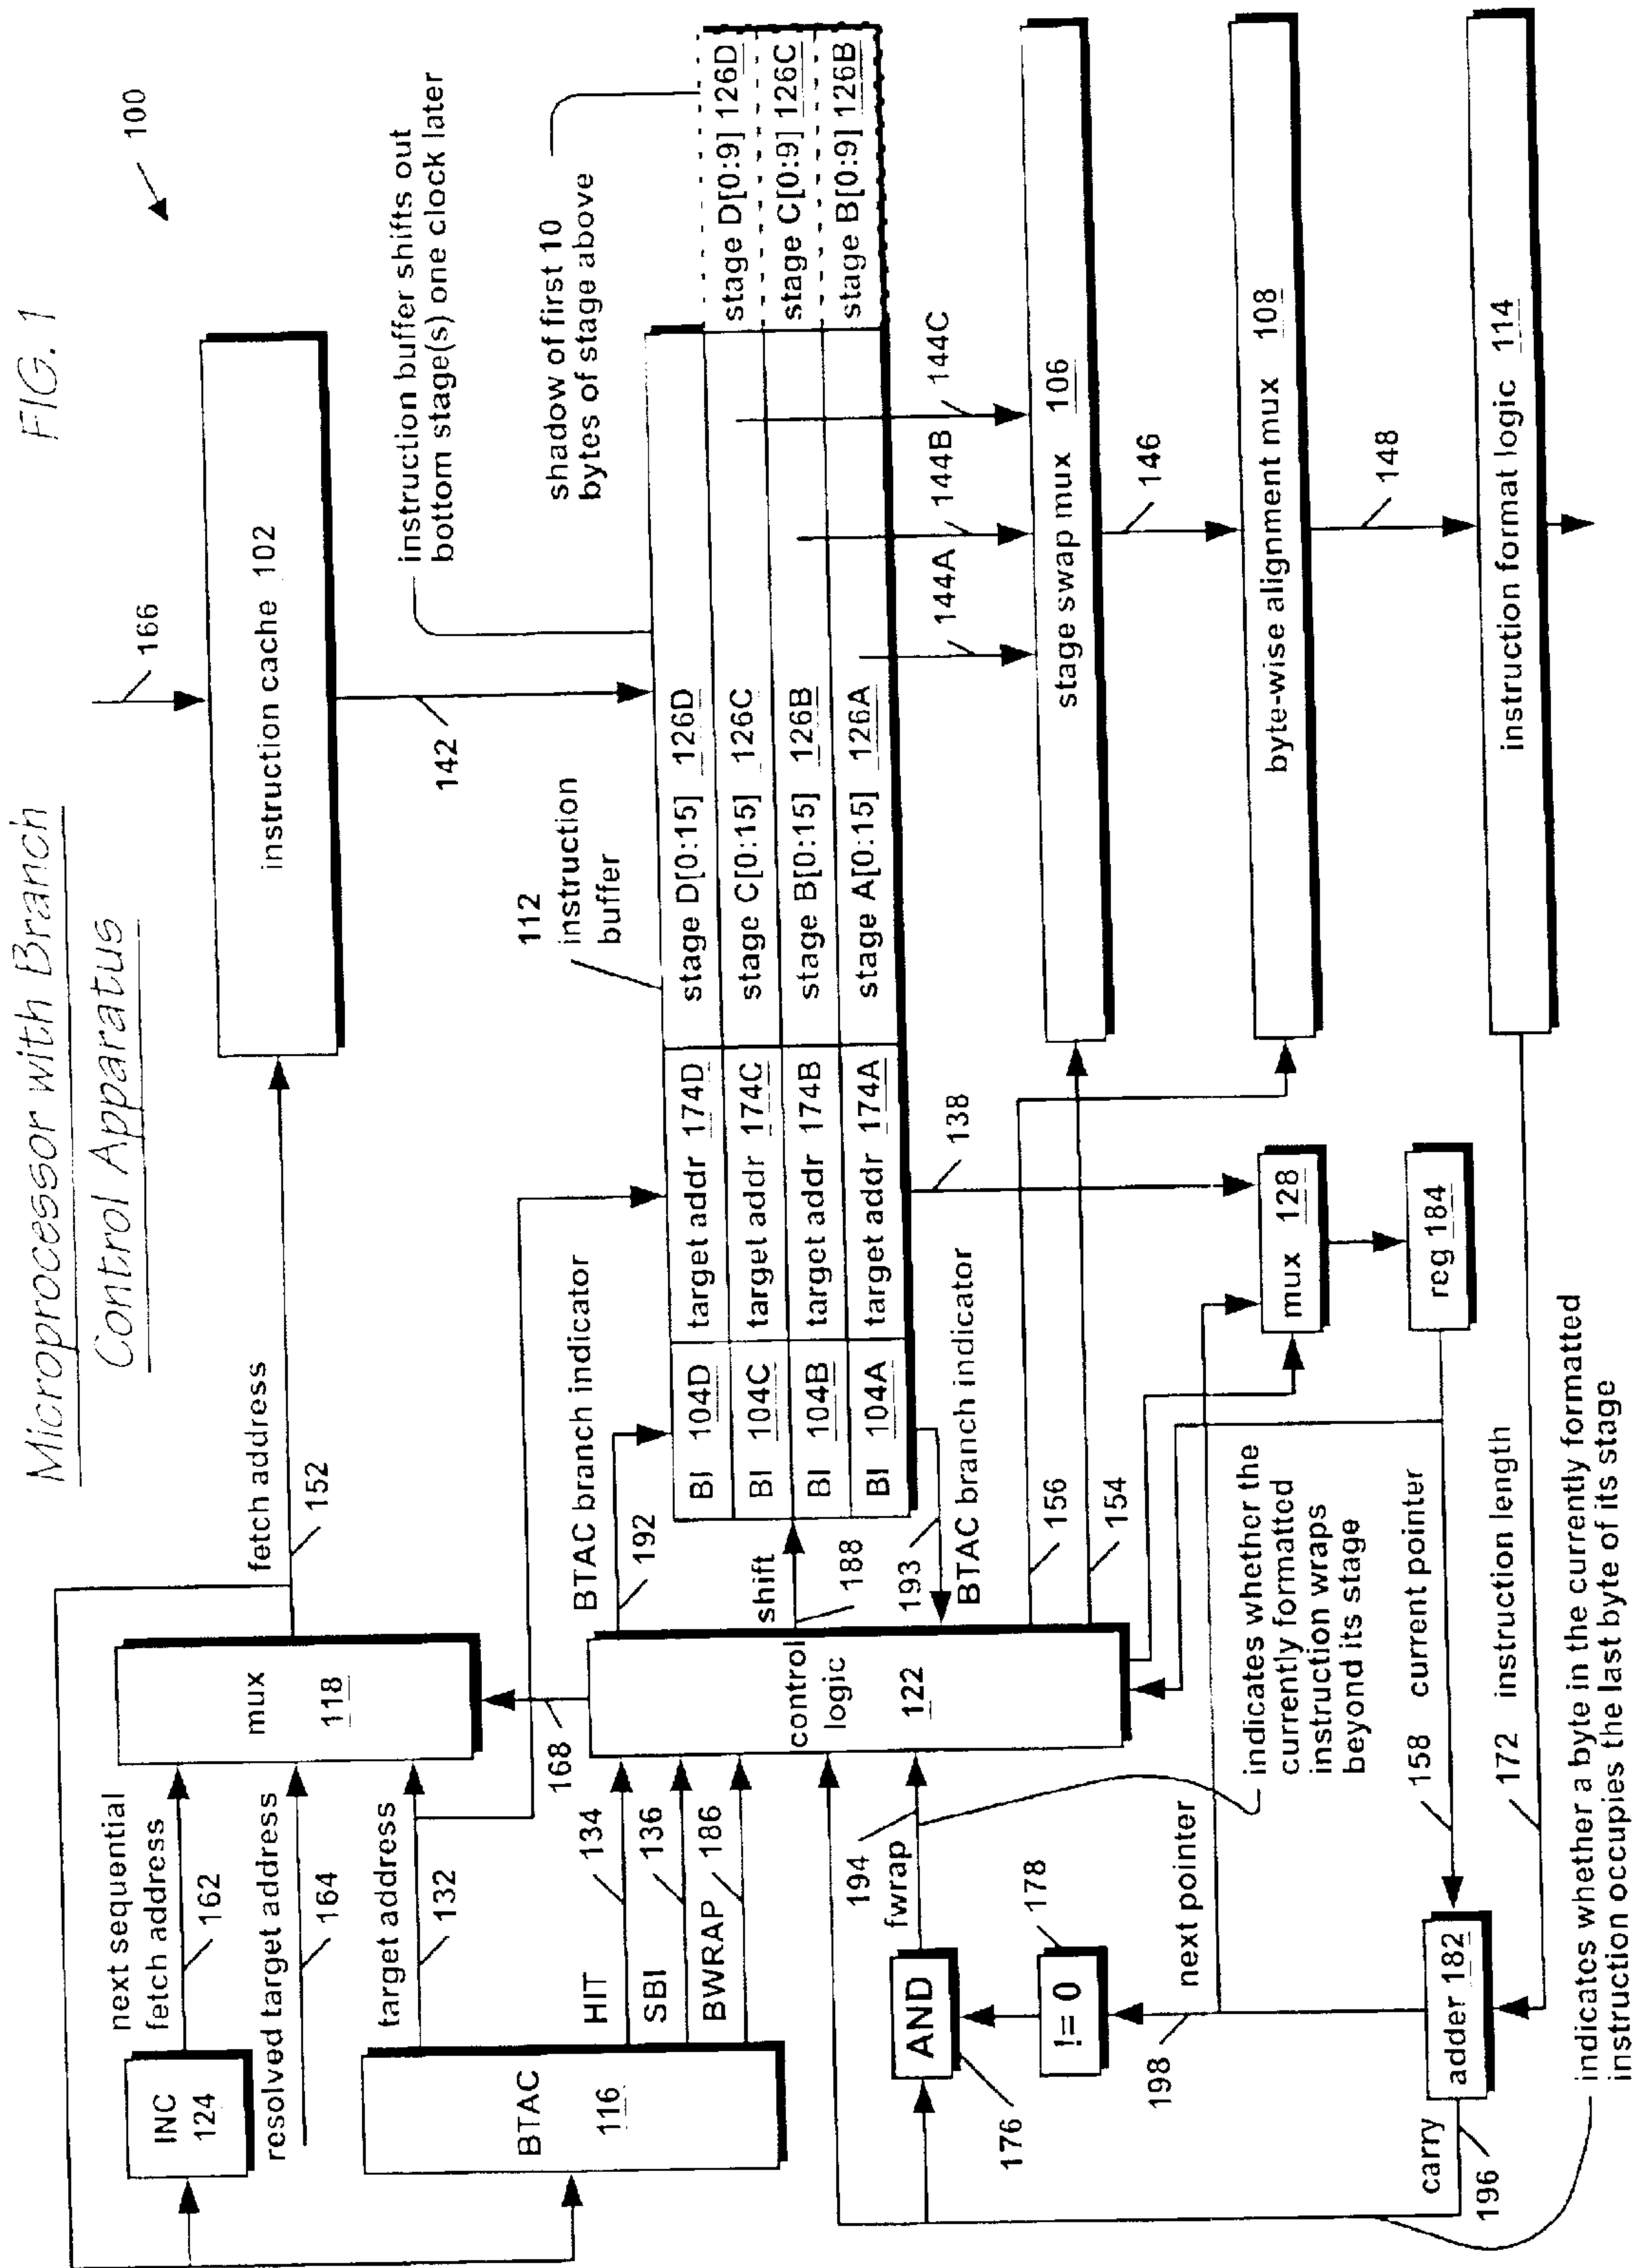 Microprocessor with Branch
Control Apparatus
FIG. 1
100
166
instruction cache 102
142
fetch address
152
next sequential
fetch address
162
resolved target address
164
target address
132
INC
124
mux
118
BTAC
116
HIT
134
SBI
136
BWRAP 186
168
control
logic
122
BTAC branch indicator
192
shift
188
193
BTAC branch indicator
112
instruction
buffer
instruction buffer shifts out
bottom stage(s) one clock later
shadow of first 10
bytes of stage above
BI 104D target addr 174D stage D[0:15] 126D
BI 104C target addr 174C stage C[0:15] 126C stage D[0:9] 126D
BI 104B target addr 174B stage B[0:15] 126B stage C[0:9] 126C
BI 104A target addr 174A stage A[0:15] 126A stage B[0:9] 126B
138
144A
144B
144C
stage swap mux 106
146
byte-wise alignment mux 108
148
instruction format logic 114
156
154
mux 128
reg 184
194
fwrap
indicates whether the
currently formatted
instruction wraps
beyond its stage
AND
176
!= 0
178
198
next pointer
158 current pointer
172 instruction length
adder 182
carry
196
indicates whether a byte in the currently formatted
instruction occupies the last byte of its stage